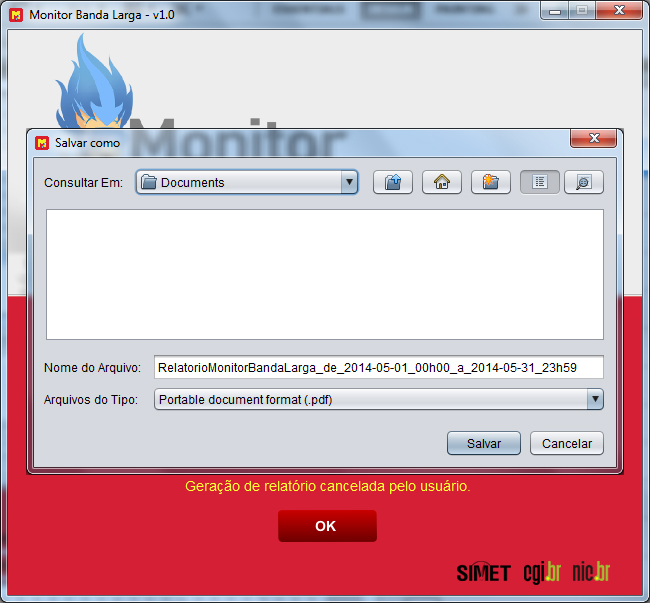 Monitor Banda Larga - v1.0
Monitor
Salvar como
Consultar Em: Documents
Nome do Arquivo: RelatorioMonitorBandaLarga_de_2014-05-01_00h00_a_2014-05-31_23h59
Arquivos do Tipo: Portable document format (.pdf)
Salvar Cancelar
Geração de relatório cancelada pelo usuário.
OK
SIMET cgi.br nic.br